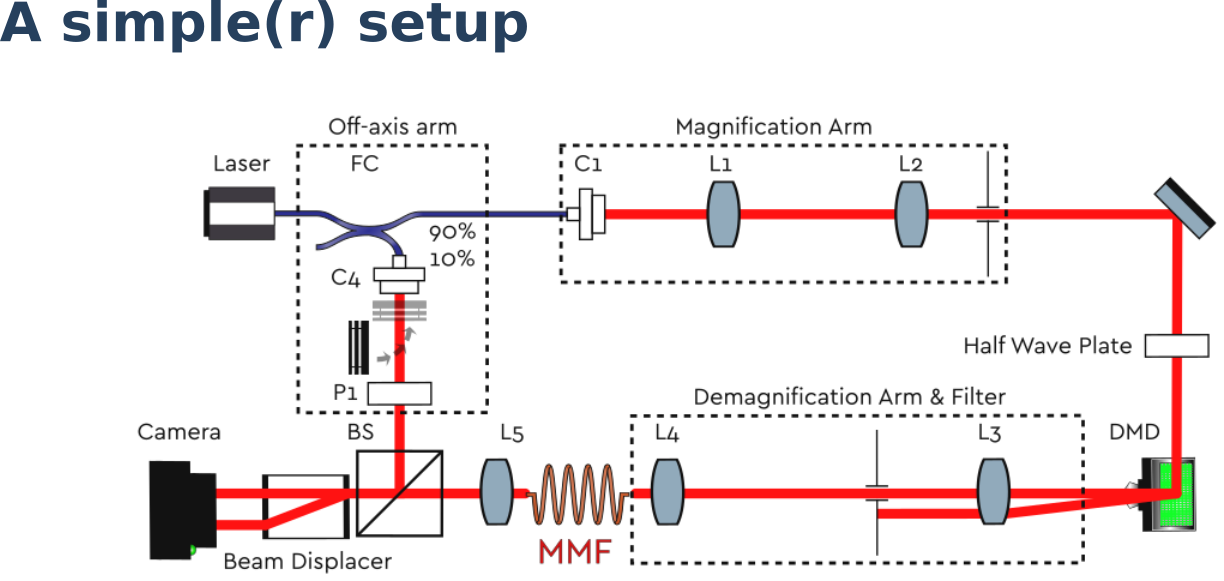 A simple(r) setup
Off-axis arm
Magnification Arm
Laser
FC
C1
L1
L2
90%
10%
C4
Half Wave Plate
P1
Demagnification Arm & Filter
Camera
BS
L5
L4
L3
DMD
MMF
Beam Displacer